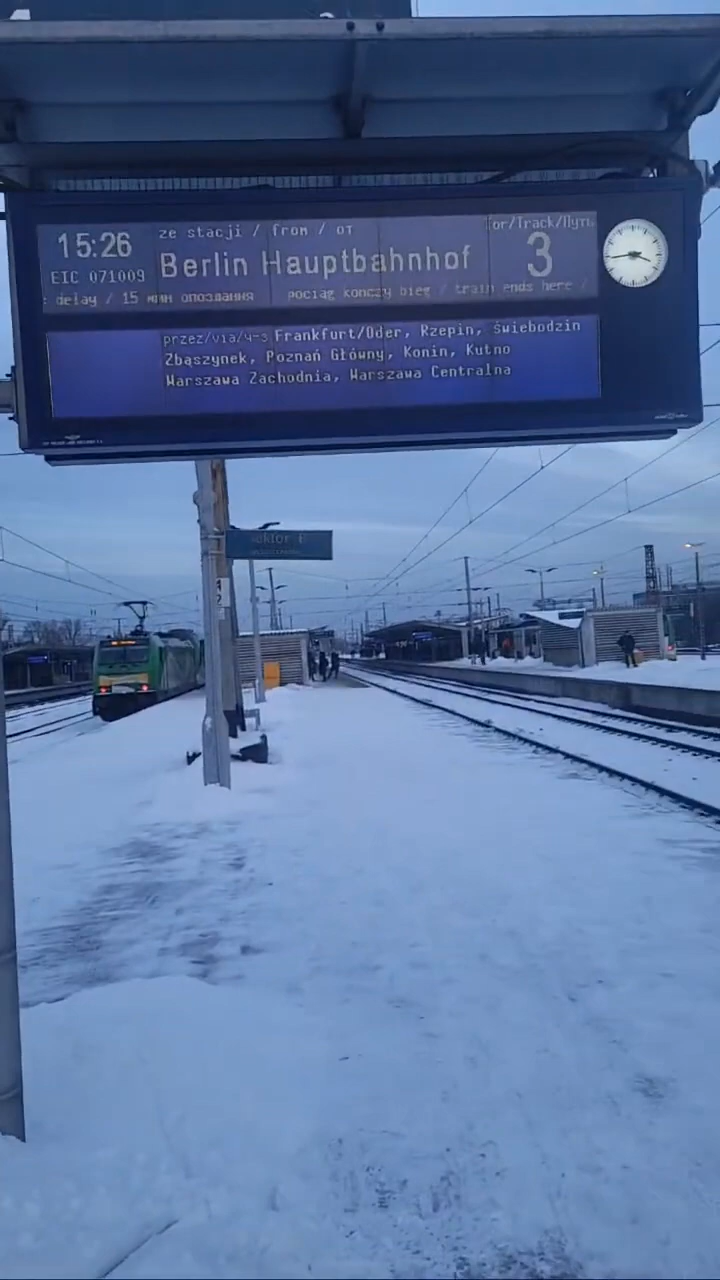 ze stacji / from / от
or/Track/Путь
15:26
Berlin Hauptbahnhof
3
EIC 071009
: delay / 15 мин опоздания pociąg kończy bieg / train ends here /
przez/via/ч-з Frankfurt/Oder, Rzepin, Świebodzin
Zbąszynek, Poznań Główny, Konin, Kutno
Warszawa Zachodnia, Warszawa Centralna